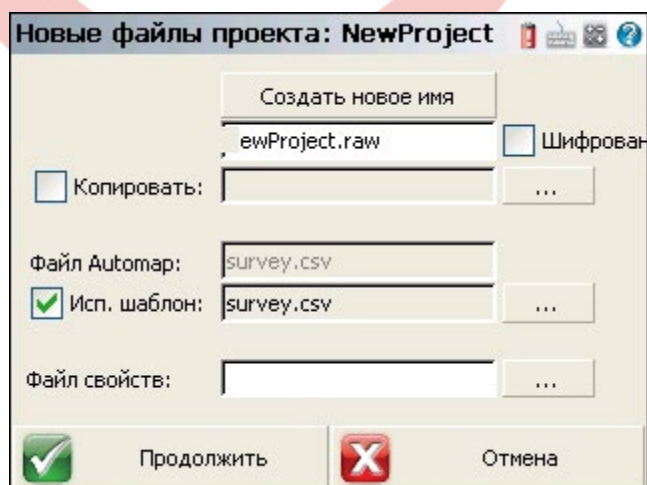 Новые файлы проекта: NewProject
Создать новое имя
ewProject.raw
Шифрован
Копировать:
...
Файл Automap:
survey.csv
Исп. шаблон:
survey.csv
...
Файл свойств:
...
Продолжить
Отмена